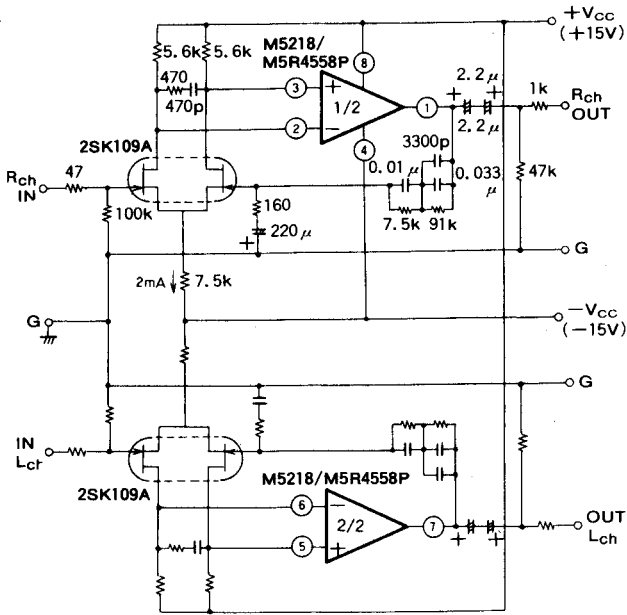 +VCC
(+15V)
5.6k 5.6k
M5218/
M5R4558P
470
470p
8
3 +
1/2
2 −
1
4
+ 2.2μ +
2.2μ
1k
Rch
OUT
2SK109A
3300p
0.01μ
0.033
μ
47k
Rch
IN
47
100k
160
+ 220μ
7.5k 91k
G
2mA
7.5k
G
−VCC
(−15V)
G
IN
Lch
2SK109A
M5218/M5R4558P
6 −
2/2
5 +
7
+ +
OUT
Lch